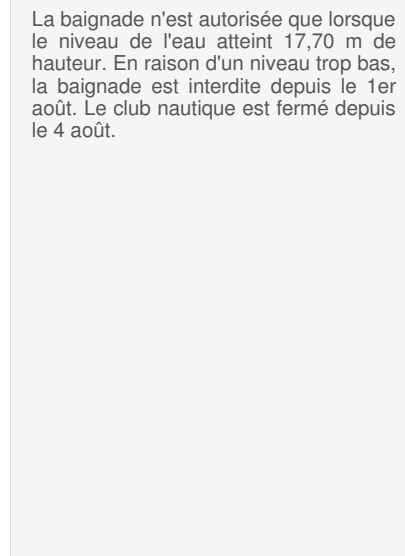 La baignade n'est autorisée que lorsque
le niveau de l'eau atteint 17,70 m de
hauteur. En raison d'un niveau trop bas,
la baignade est interdite depuis le 1er
août. Le club nautique est fermé depuis
le 4 août.